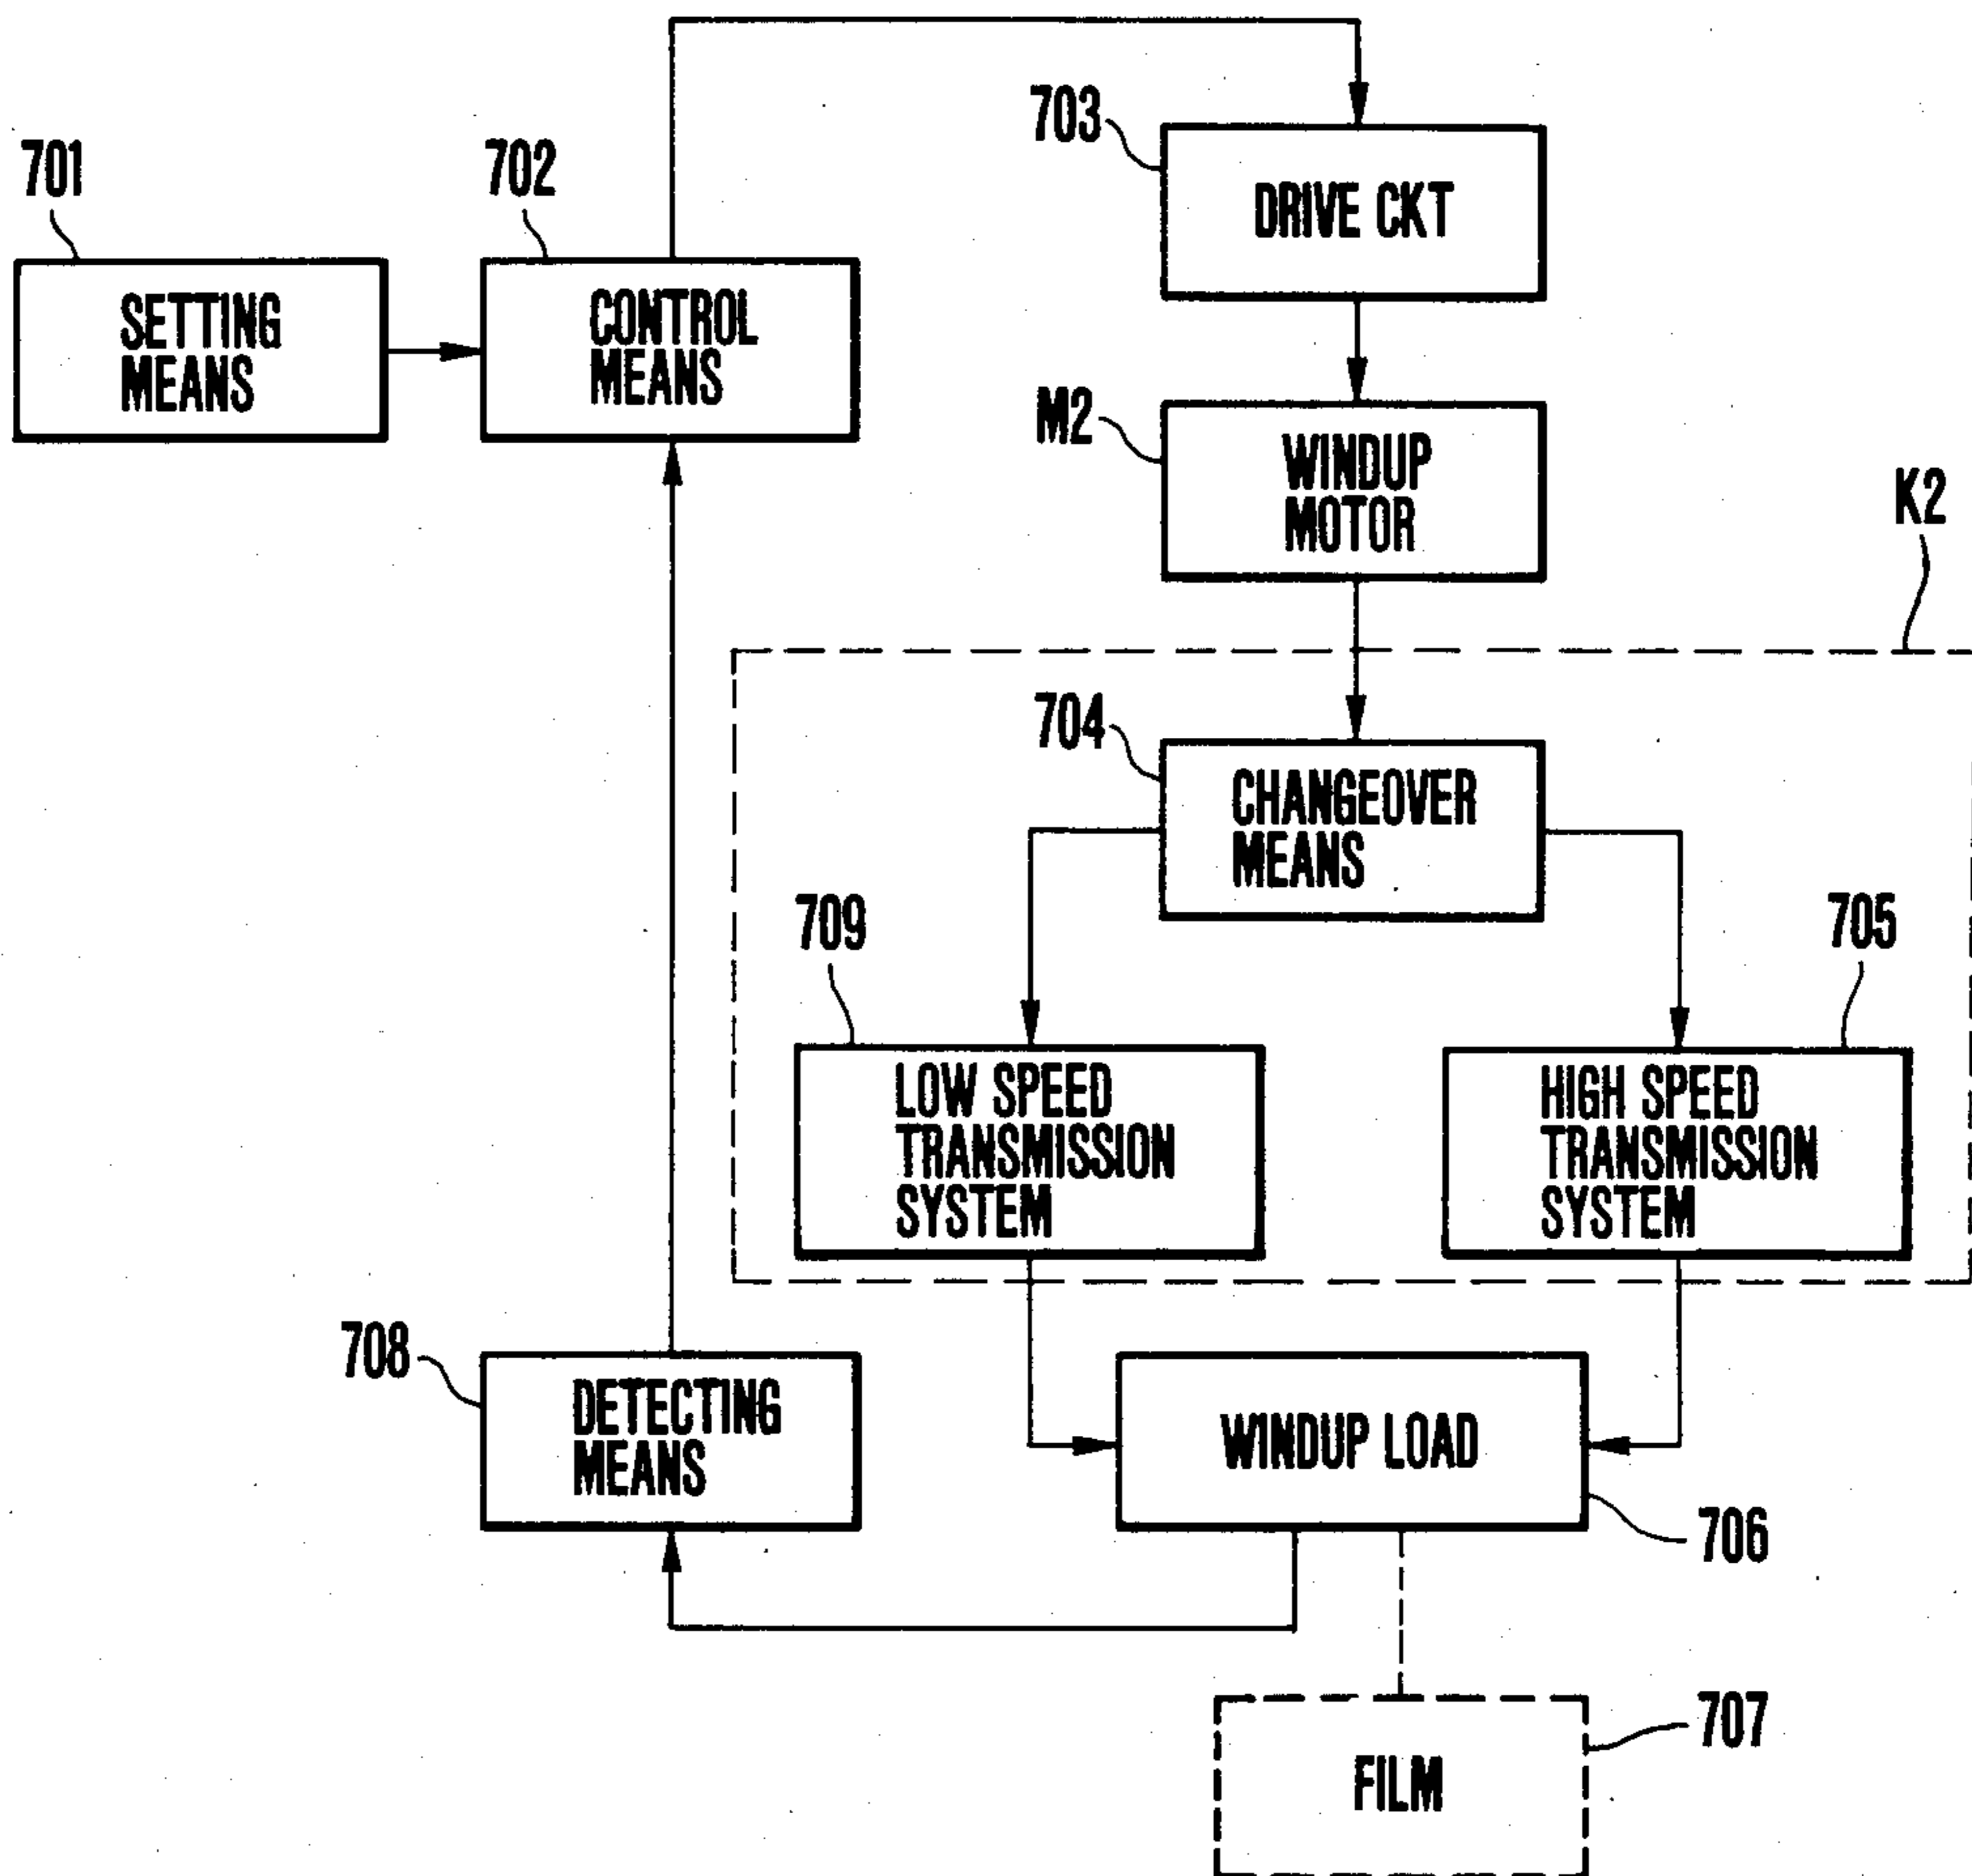 703
DRIVE CKT
701
SETTING
MEANS
702
CONTROL
MEANS
M2
WINDUP
MOTOR
K2
704
CHANGEOVER
MEANS
709
LOW SPEED
TRANSMISSION
SYSTEM
705
HIGH SPEED
TRANSMISSION
SYSTEM
708
DETECTING
MEANS
WINDUP LOAD
706
707
FILM